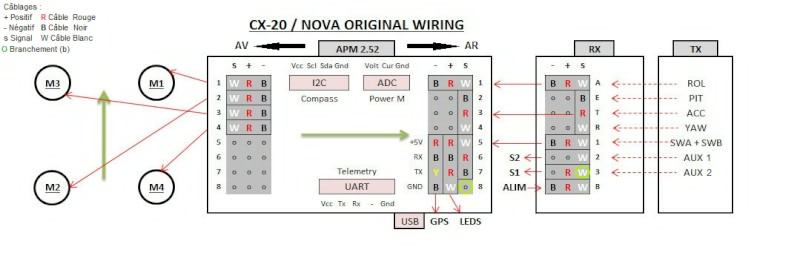 Câblages :
+ Positif R Câble Rouge
- Négatif B Câble Noir
s Signal W Câble Blanc
O Branchement (b)
CX-20 / NOVA ORIGINAL WIRING
AV APM 2.52 AR RX TX
S + - Vcc Scl Sda Gnd Volt Cur Gnd - + S - + S
M3 M1 1 W R B I2C ADC B R W 1 B R W A ROL
Compass Power M
2 W R B o o B 2 o o B E PIT
3 W R B o o R 3 o o R T ACC
4 W R B o o W 4 o o W R YAW
5 o o o +5V R R W 5 B R W 1 SWA + SWB
6 o o o RX B B R 6 S2 o o W 2 AUX 1
Telemetry
M2 M4 7 o o o UART TX Y R B 7 S1 o R W 3 AUX 2
8 o o o GND B W o 8 ALIM B R W B
Vcc Tx Rx - Gnd
USB GPS LEDS